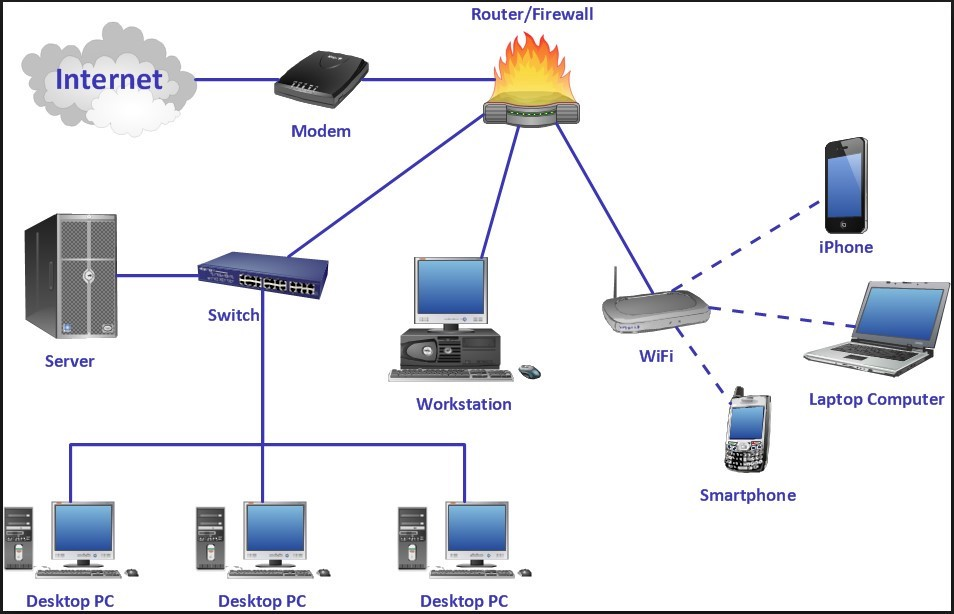 Router/Firewall
Internet
Modem
iPhone
Switch
Server
WiFi
Workstation
Laptop Computer
Smartphone
Desktop PC
Desktop PC
Desktop PC